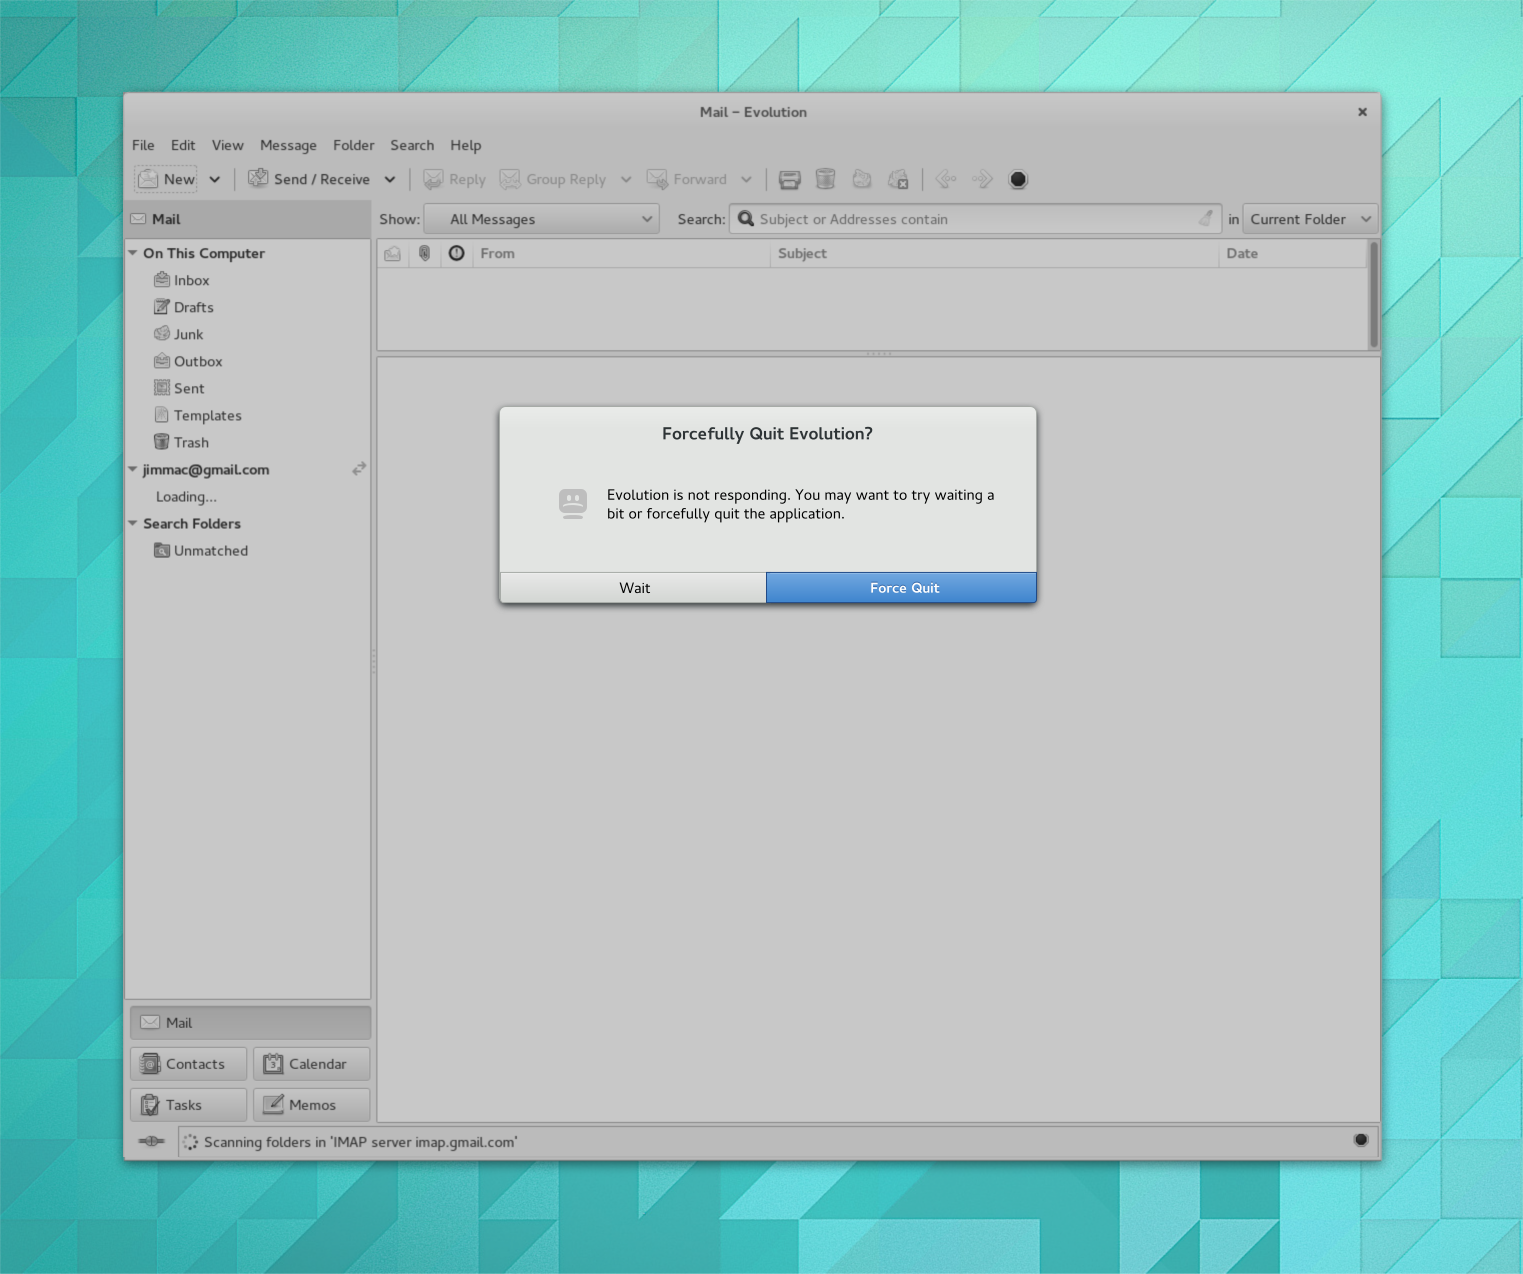 Mail – Evolution
File Edit View Message Folder Search Help
New Send / Receive Reply Group Reply Forward
Mail Show: All Messages Search: Subject or Addresses contain in Current Folder
On This Computer From Subject Date
Inbox
Drafts
Junk
Outbox
Sent
Templates
Trash
jimmac@gmail.com
Loading...
Search Folders
Unmatched
Forcefully Quit Evolution?
Evolution is not responding. You may want to try waiting a
bit or forcefully quit the application.
Wait Force Quit
Mail
Contacts Calendar
Tasks Memos
Scanning folders in 'IMAP server imap.gmail.com'